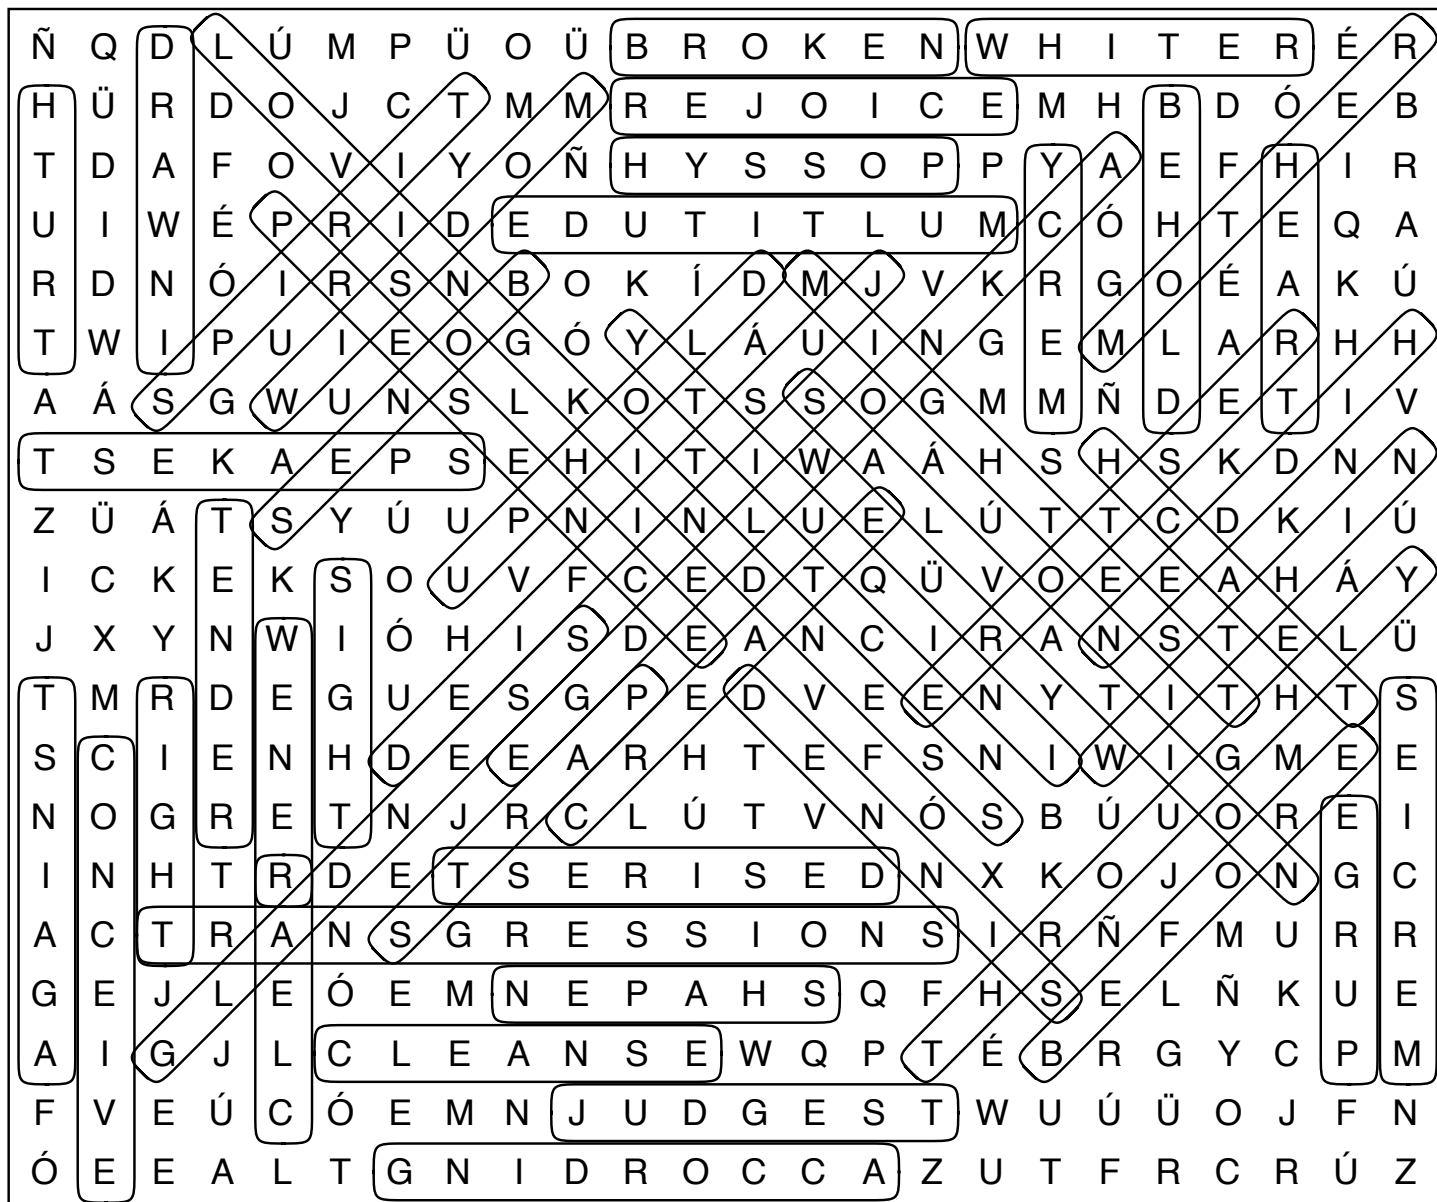 Ñ Q D L Ú M P Ü O Ü B R O K E N W H I T E R É R
H Ü R D O J C T M M R E J O I C E M H B D Ó E B
T D A F O V I Y O Ñ H Y S S O P P Y A E F H I R
U I W É P R I D E D U T I T L U M C Ó H T E Q A
R D N Ó I R S N B O K Í D M J V K R G O É A K Ú
T W I P U I E O G Ó Y L Á U I N G E M L A R H H
A Á S G W U N S L K O T S S O G M M Ñ D E T I V
T S E K A E P S E H I T I W A Á H S H S K D N N
Z Ü Á T S Y Ú U P N I N L U E L Ú T T C D K I Ú
I C K E K S O U V F C E D T Q Ü V O E E A H Á Y
J X Y N W I Ó H I S D E A N C I R A N S T E L Ü
T M R D E G U E S G P E D V E E N Y T I T H T S
S C I E N H D E E A R H T E F S N I W I G M E E
N O G R E T N J R C L Ú T V N Ó S B Ú U O R E I
I N H T R D E T S E R I S E D N X K O J O N G C
A C T R A N S G R E S S I O N S I R Ñ F M U R R
G E J L E Ó E M N E P A H S Q F H S E L Ñ K U E
A I G J L C L E A N S E W Q P T É B R G Y C P M
F V E Ú C Ó E M N J U D G E S T W U Ú Ü O J F N
Ó E E A L T G N I D R O C C A Z U T F R C R Ú Z